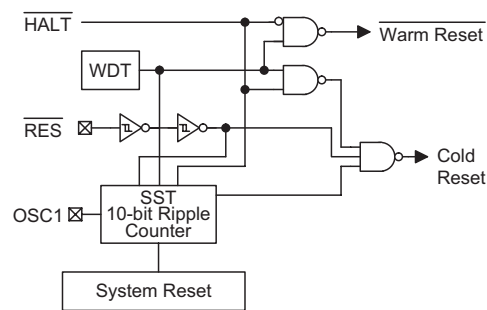 HALT
Warm Reset
WDT
RES
Cold
Reset
SST
OSC1
10-bit Ripple
Counter
System Reset